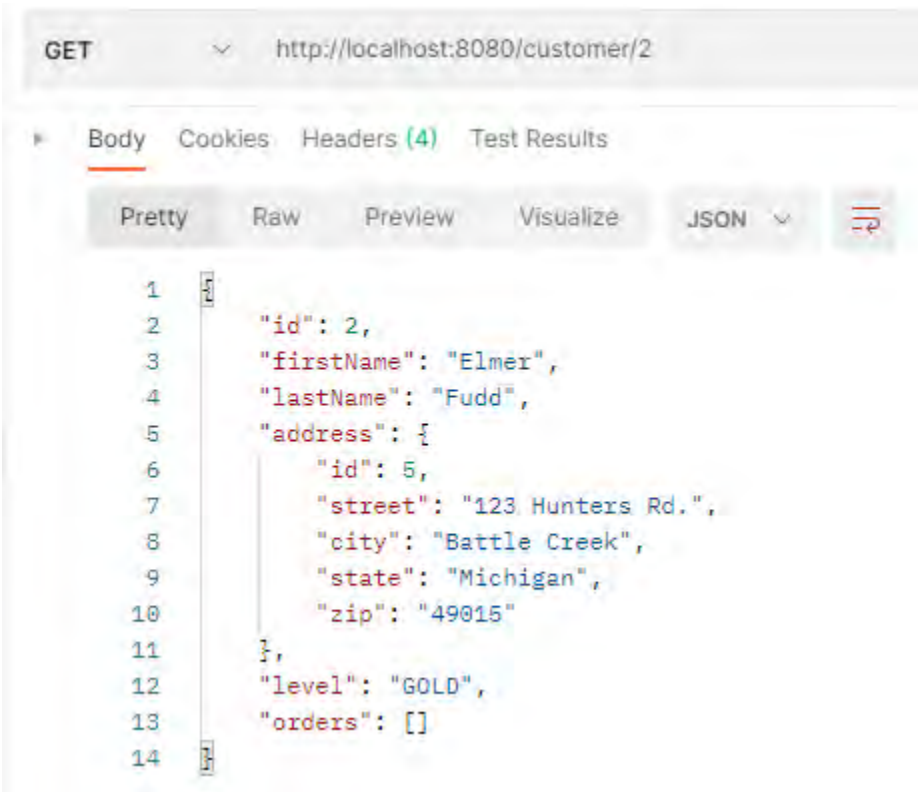 GET http://localhost:8080/customer/2
Body Cookies Headers (4) Test Results
Pretty Raw Preview Visualize JSON
1 {
2 "id": 2,
3 "firstName": "Elmer",
4 "lastName": "Fudd",
5 "address": {
6 "id": 5,
7 "street": "123 Hunters Rd.",
8 "city": "Battle Creek",
9 "state": "Michigan",
10 "zip": "49015"
11 },
12 "level": "GOLD",
13 "orders": []
14 }